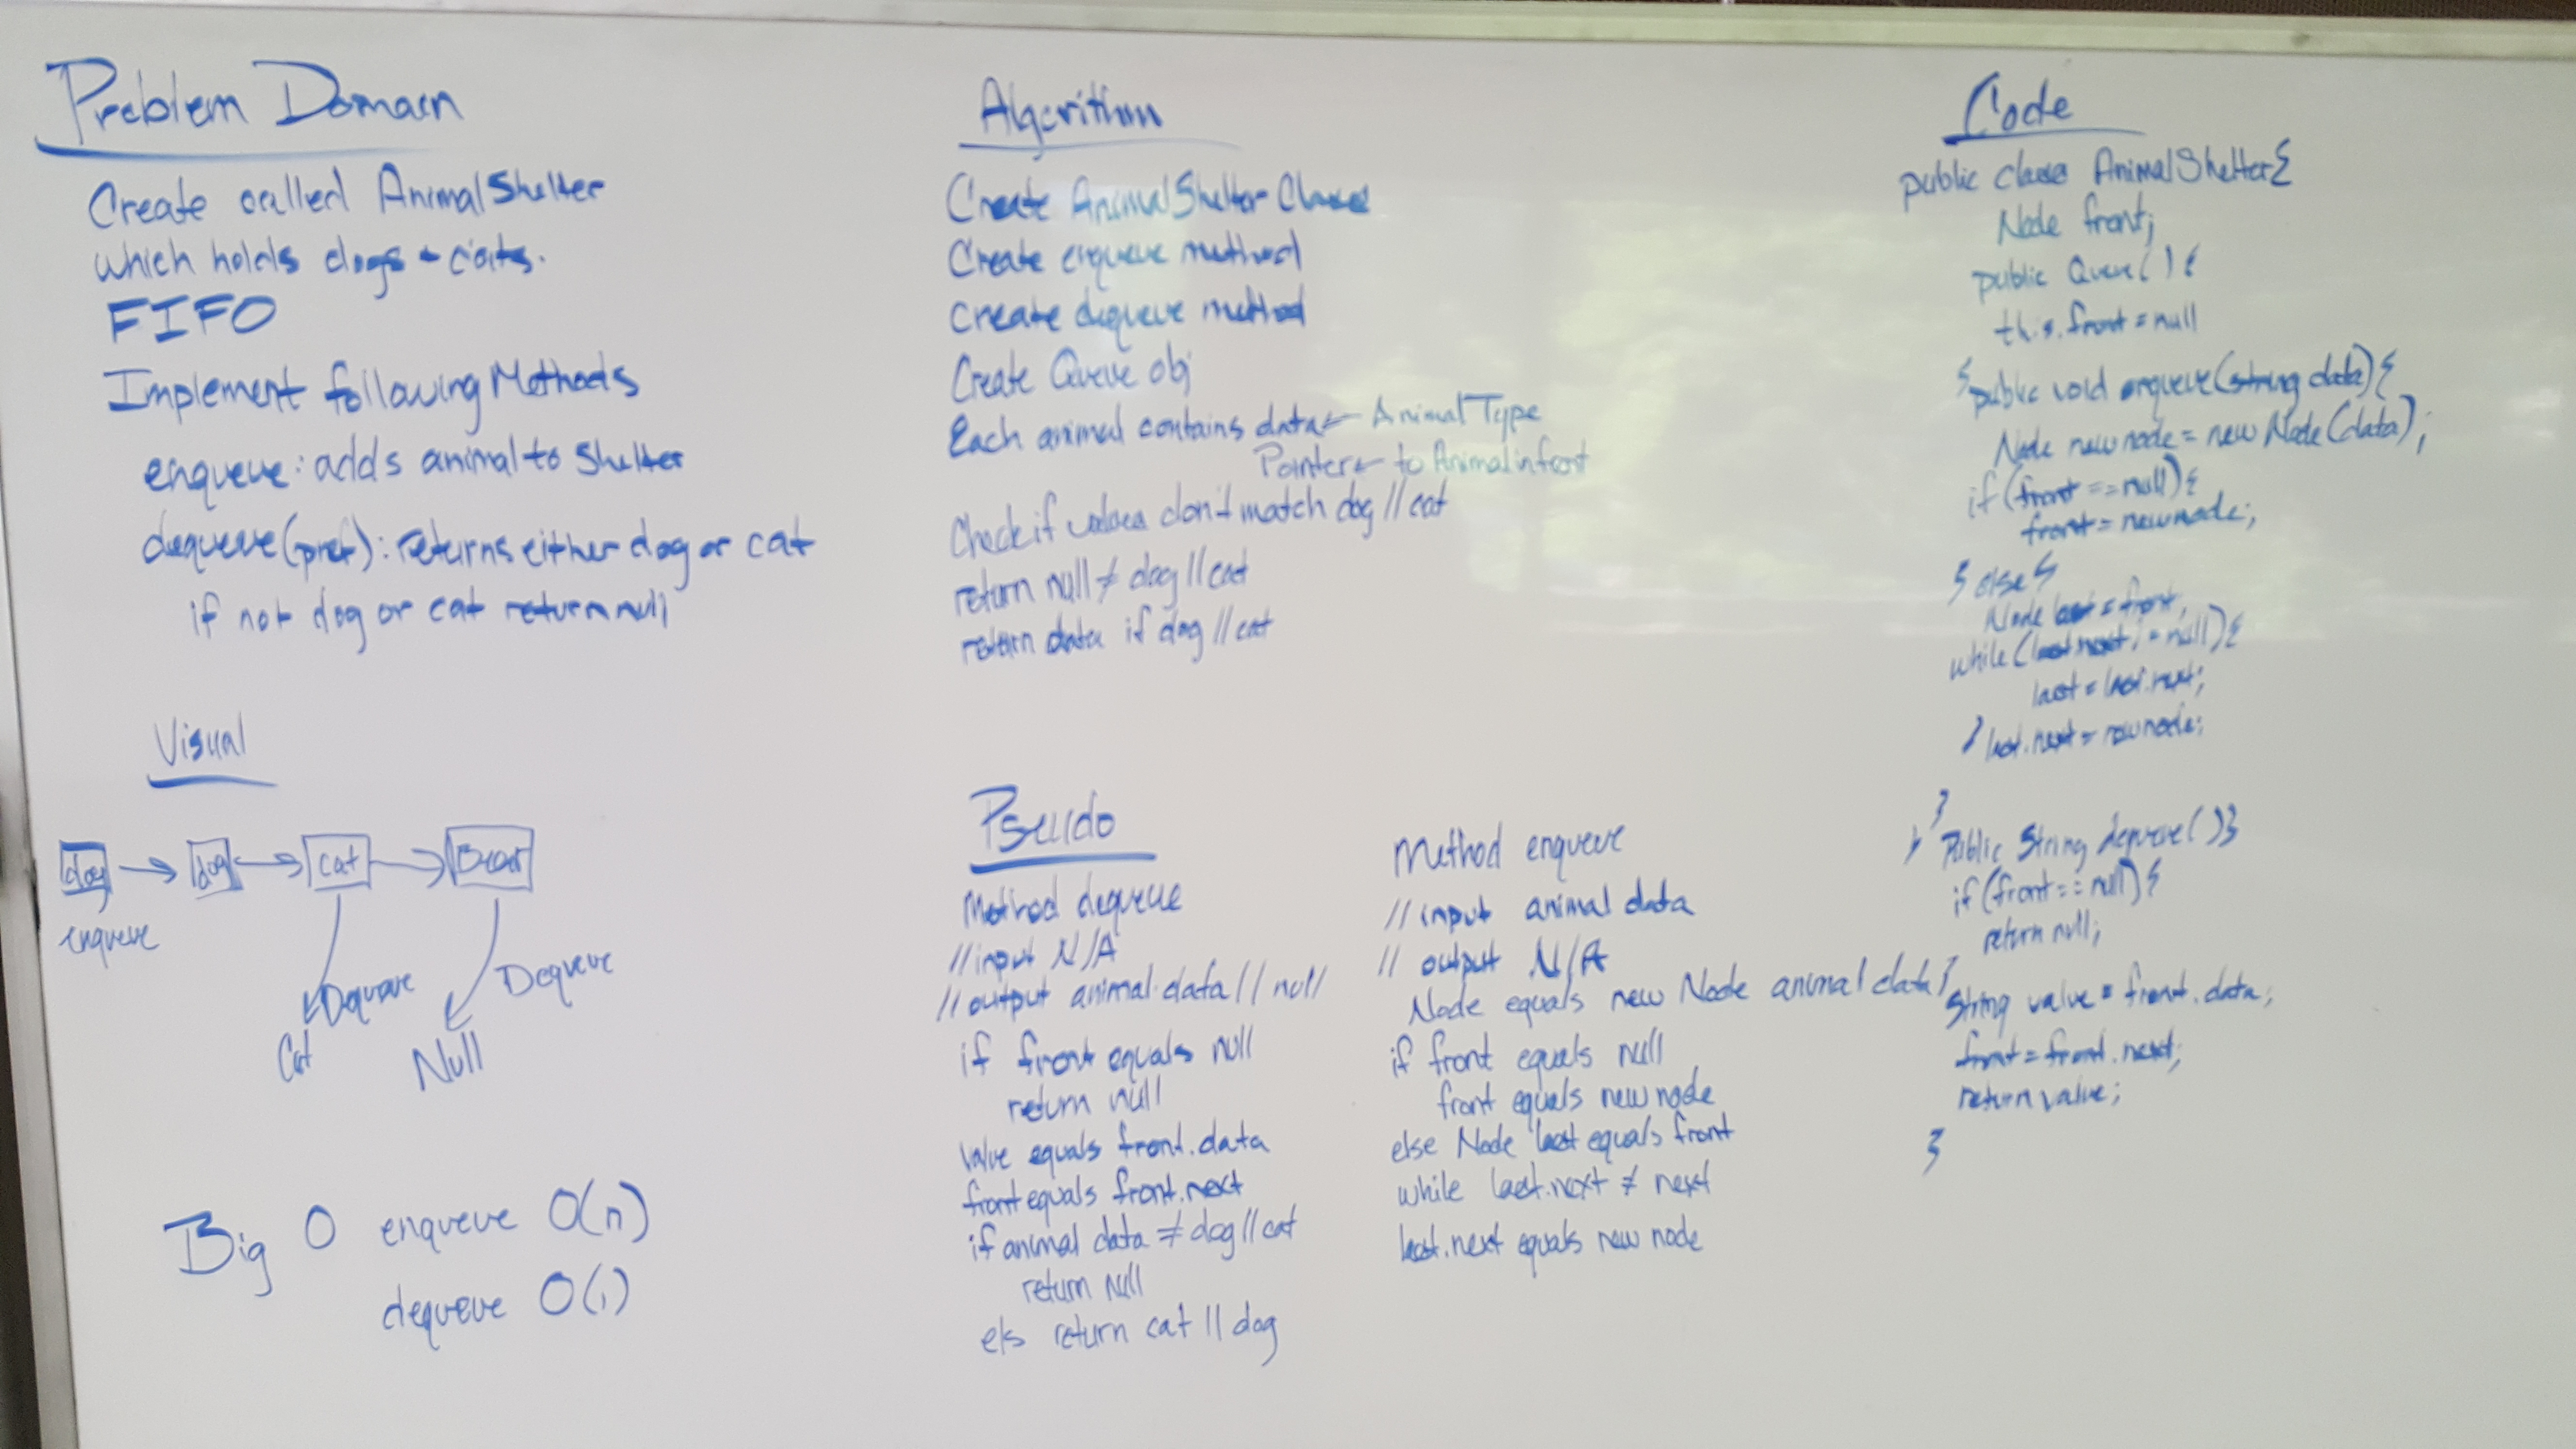 Problem Domain
Create called AnimalShelter
which holds dogs + cats.
FIFO
Implement following Methods
enqueue: adds animal to shelter
dequeue(pref): returns either dog or cat
if not dog or cat return null
Visual
dog → dog → cat → Bear
enqueue
Dequeue
Dequeue
Cat
Null
Big O enqueue O(n)
dequeue O(1)
Algorithm
Create AnimalShelter Class
Create enqueue method
Create dequeue method
Create Queue obj
Each animal contains data ← Animal Type
Pointer ← to Animal in front
Check if values don't match dog || cat
return null ≠ dog || cat
return data if dog || cat
Pseudo
Method dequeue
// input N/A
// output animal data || null
if front equals null
return null
Value equals front.data
front equals front.next
if animal data ≠ dog || cat
return Null
els return cat || dog
Method enqueue
// input animal data
// output N/A
Node equals new Node animal data
if front equals null
front equals new node
else Node last equals front
while last.next ≠ next
last.next equals new node
Code
public class AnimalShelter{
Node front;
public Queue(){
this.front = null
}public void enqueue(string data){
Node newnode = new Node(data);
if (front == null){
front = newnode;
} else {
Node last = front;
while (last.next != null){
last = last.next;
} last.next = newnode;
}
} Public String dequeue(){
if (front == null){
return null;
}
String value = front.data;
front = front.next;
return value;
}